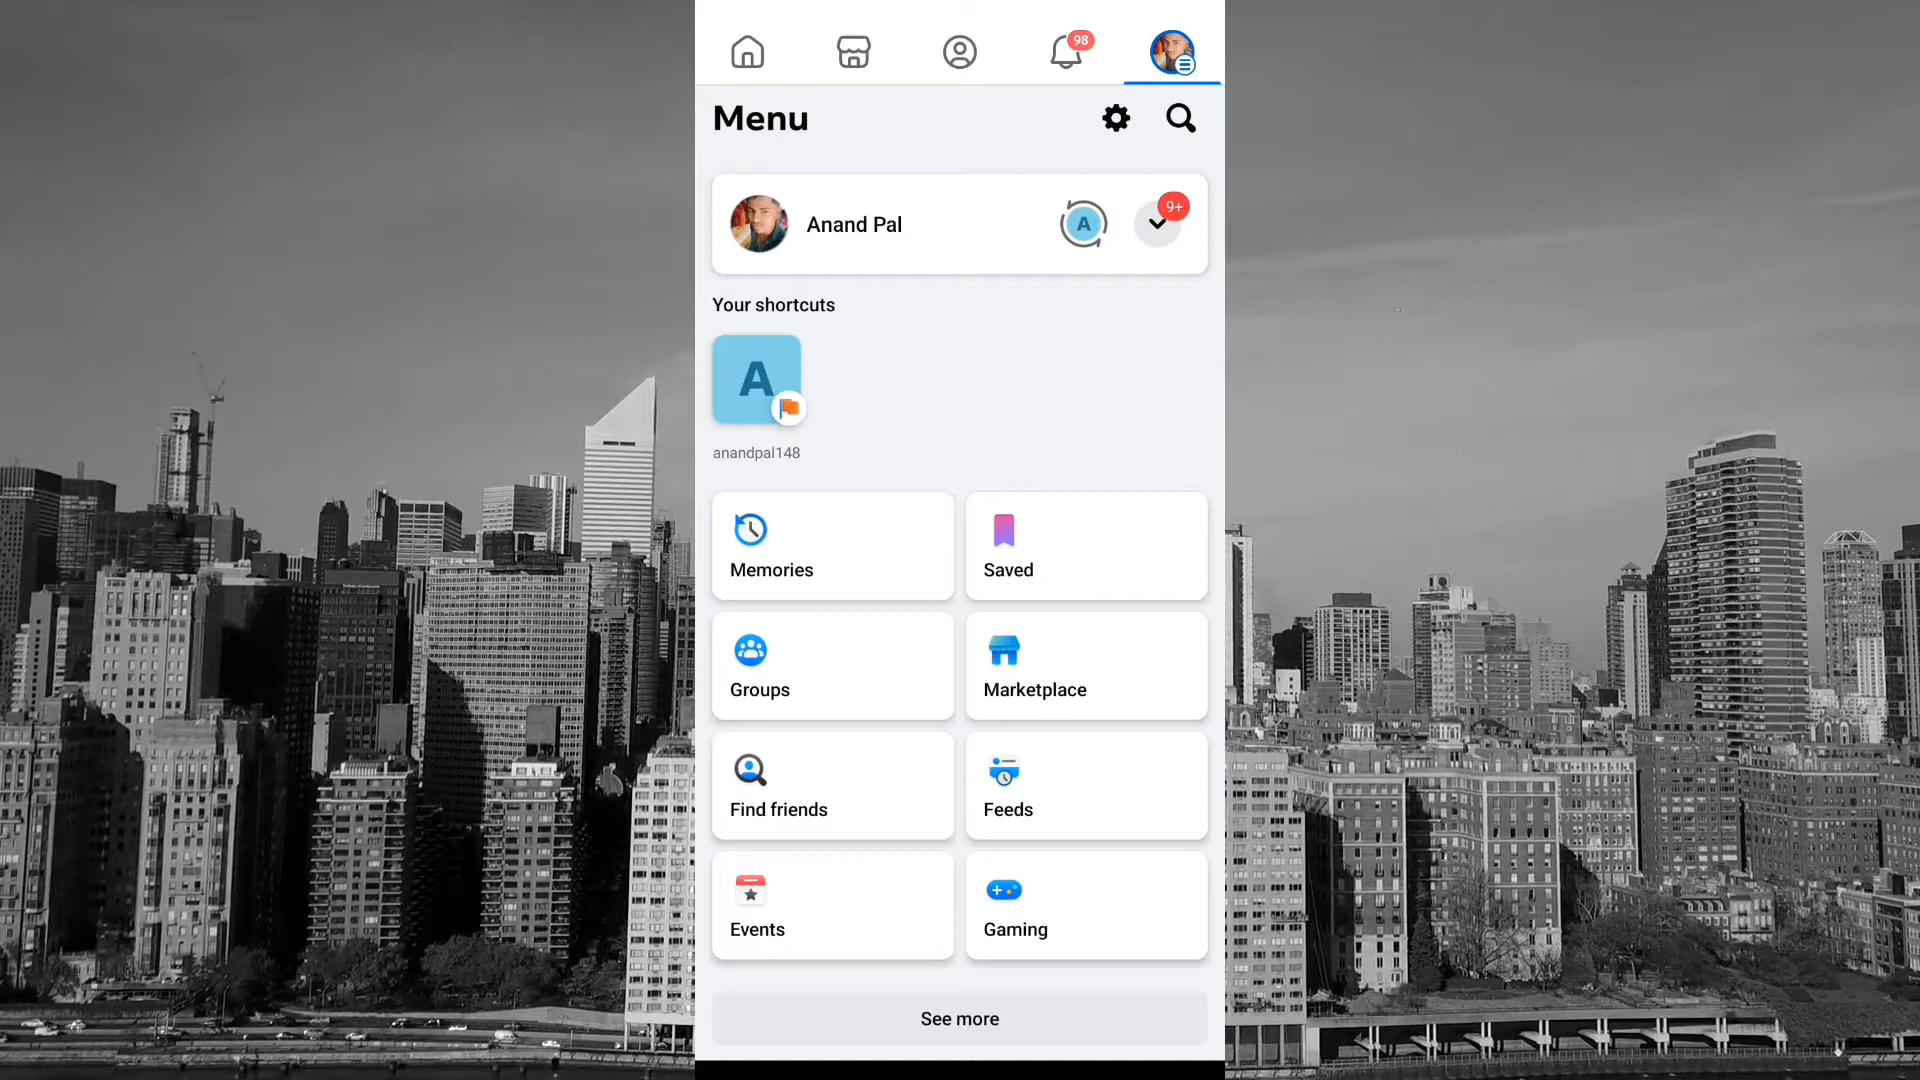 98
Menu
Anand Pal
A
9+
Your shortcuts
A
anandpal148
Memories
Saved
Groups
Marketplace
Find friends
Feeds
Events
Gaming
See more